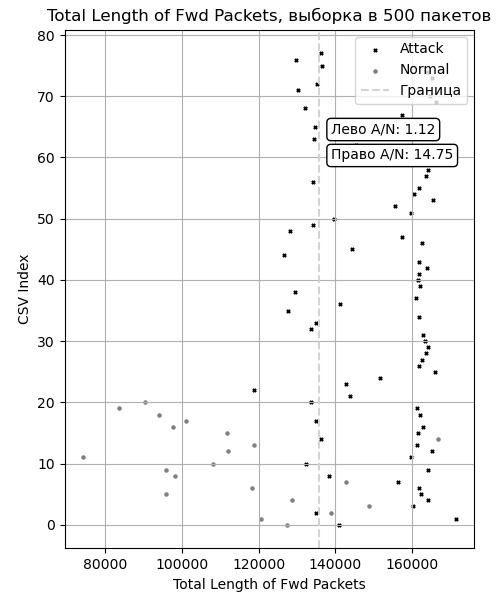 Total Length of Fwd Packets, выборка в 500 пакетов
80
Attack
Normal
Граница
70
Лево A/N: 1.12
60
Право A/N: 14.75
50
40
30
20
10
0
CSV Index
80000 100000 120000 140000 160000
Total Length of Fwd Packets